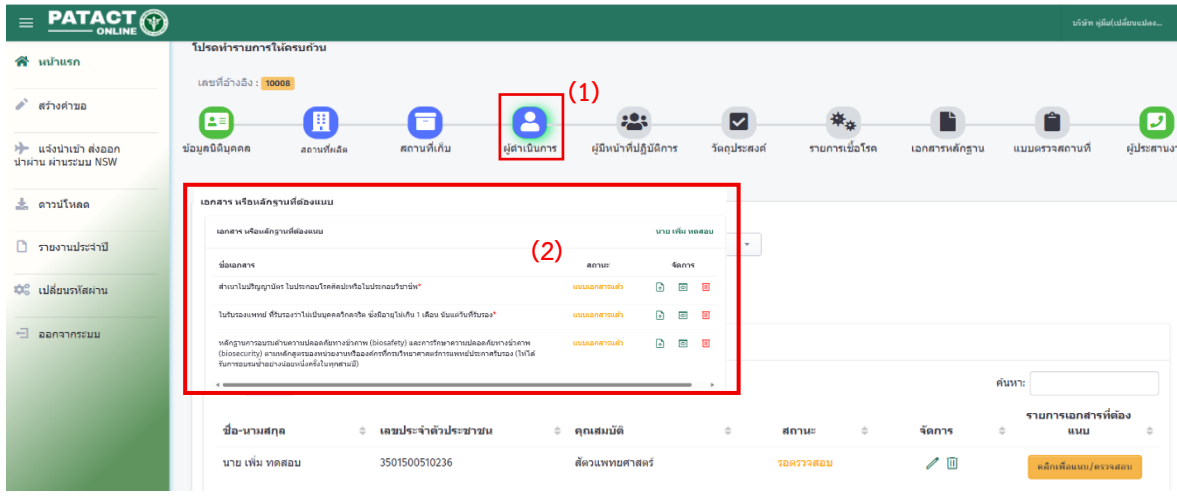 PATACT
ONLINE
บริษัท คู่มือ(เปลี่ยนแปลง...
หน้าแรก
สร้างคำขอ
แจ้งนำเข้า ส่งออก
นำผ่าน ผ่านระบบ NSW
ดาวน์โหลด
รายงานประจำปี
เปลี่ยนรหัสผ่าน
ออกจากระบบ
โปรดทำรายการให้ครบถ้วน
เลขที่อ้างอิง : 10008
(1)
ข้อมูลนิติบุคคล
สถานที่ผลิต
สถานที่เก็บ
ผู้ดำเนินการ
ผู้มีหน้าที่ปฏิบัติการ
วัตถุประสงค์
รายการเชื้อโรค
เอกสารหลักฐาน
แบบตรวจสถานที่
ผู้ประสานงา
เอกสาร หรือหลักฐานที่ต้องแนบ
เอกสาร หรือหลักฐานที่ต้องแนบ
นาย เพิ่ม ทดสอบ
(2)
ชื่อเอกสาร
สถานะ
จัดการ
สำเนาใบปริญญาบัตร ใบประกอบโรคศิลปะหรือใบประกอบวิชาชีพ*
แนบเอกสารแล้ว
ใบรับรองแพทย์ ที่รับรองว่าไม่เป็นบุคคลวิกลจริต ซึ่งมีอายุไม่เกิน 1 เดือน นับแต่วันที่รับรอง*
แนบเอกสารแล้ว
หลักฐานการอบรมด้านความปลอดภัยทางชีวภาพ (biosafety) และการรักษาความปลอดภัยทางชีวภาพ
(biosecurity) ตามหลักสูตรของหน่วยงานหรือองค์กรที่กรมวิทยาศาสตร์การแพทย์ประกาศรับรอง (ให้ได้
รับการอบรมซ้ำอย่างน้อยหนึ่งครั้งในทุกสามปี)
แนบเอกสารแล้ว
ค้นหา:
ชื่อ-นามสกุล
เลขประจำตัวประชาชน
คุณสมบัติ
สถานะ
จัดการ
รายการเอกสารที่ต้อง
แนบ
นาย เพิ่ม ทดสอบ
3501500510236
สัตวแพทยศาสตร์
รอตรวจสอบ
คลิกเพื่อแนบ/ตรวจสอบ